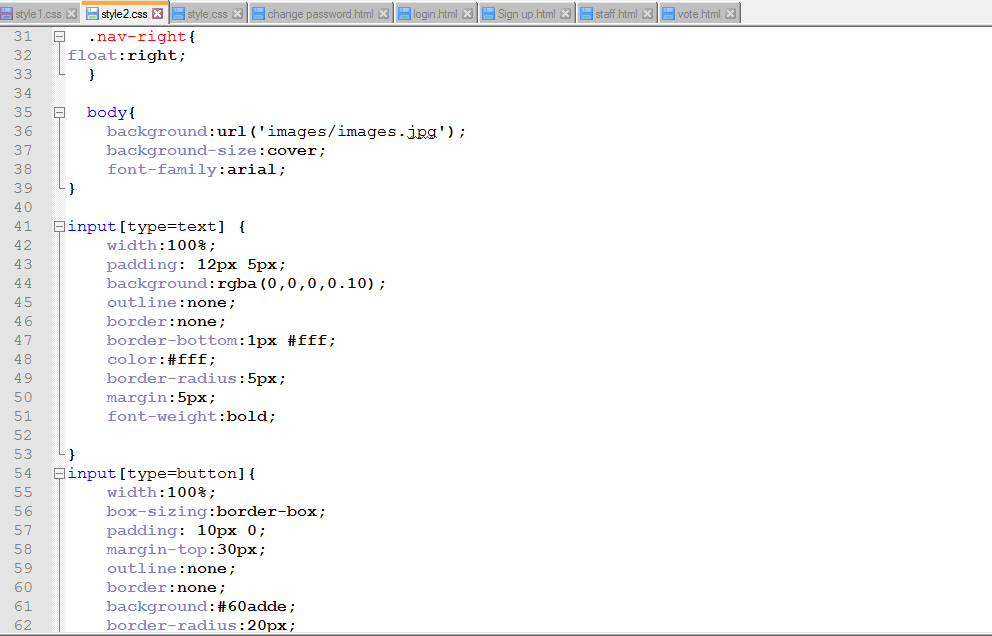 style1.css style2.css style.css change password.html login.html Sign up.html staff.html vote.html
31 .nav-right{
32 float:right;
33 }
34
35 body{
36 background:url('images/images.jpg');
37 background-size:cover;
38 font-family:arial;
39 }
40
41 input[type=text] {
42 width:100%;
43 padding: 12px 5px;
44 background:rgba(0,0,0,0.10);
45 outline:none;
46 border:none;
47 border-bottom:1px #fff;
48 color:#fff;
49 border-radius:5px;
50 margin:5px;
51 font-weight:bold;
52
53 }
54 input[type=button]{
55 width:100%;
56 box-sizing:border-box;
57 padding: 10px 0;
58 margin-top:30px;
59 outline:none;
60 border:none;
61 background:#60adde;
62 border-radius:20px;